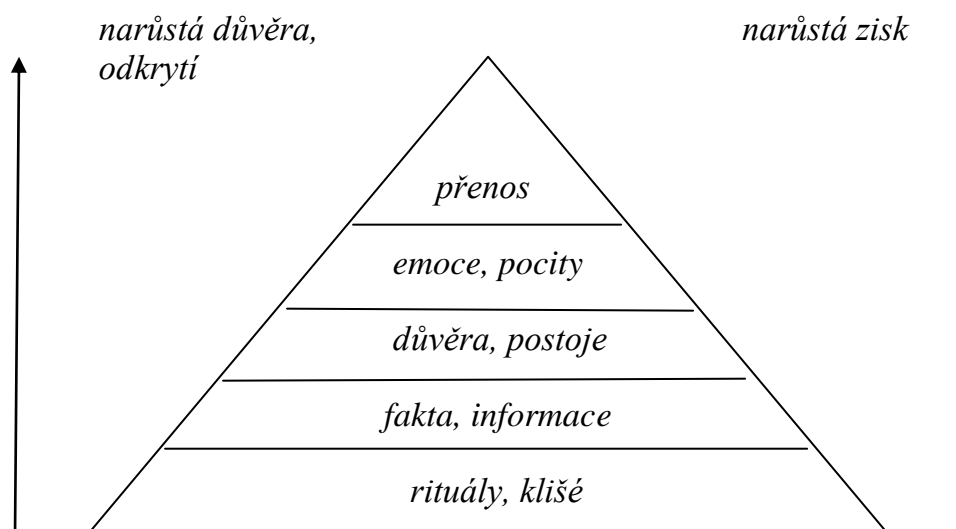 narůstá důvěra,
odkrytí
narůstá zisk
přenos
emoce, pocity
důvěra, postoje
fakta, informace
rituály, klišé